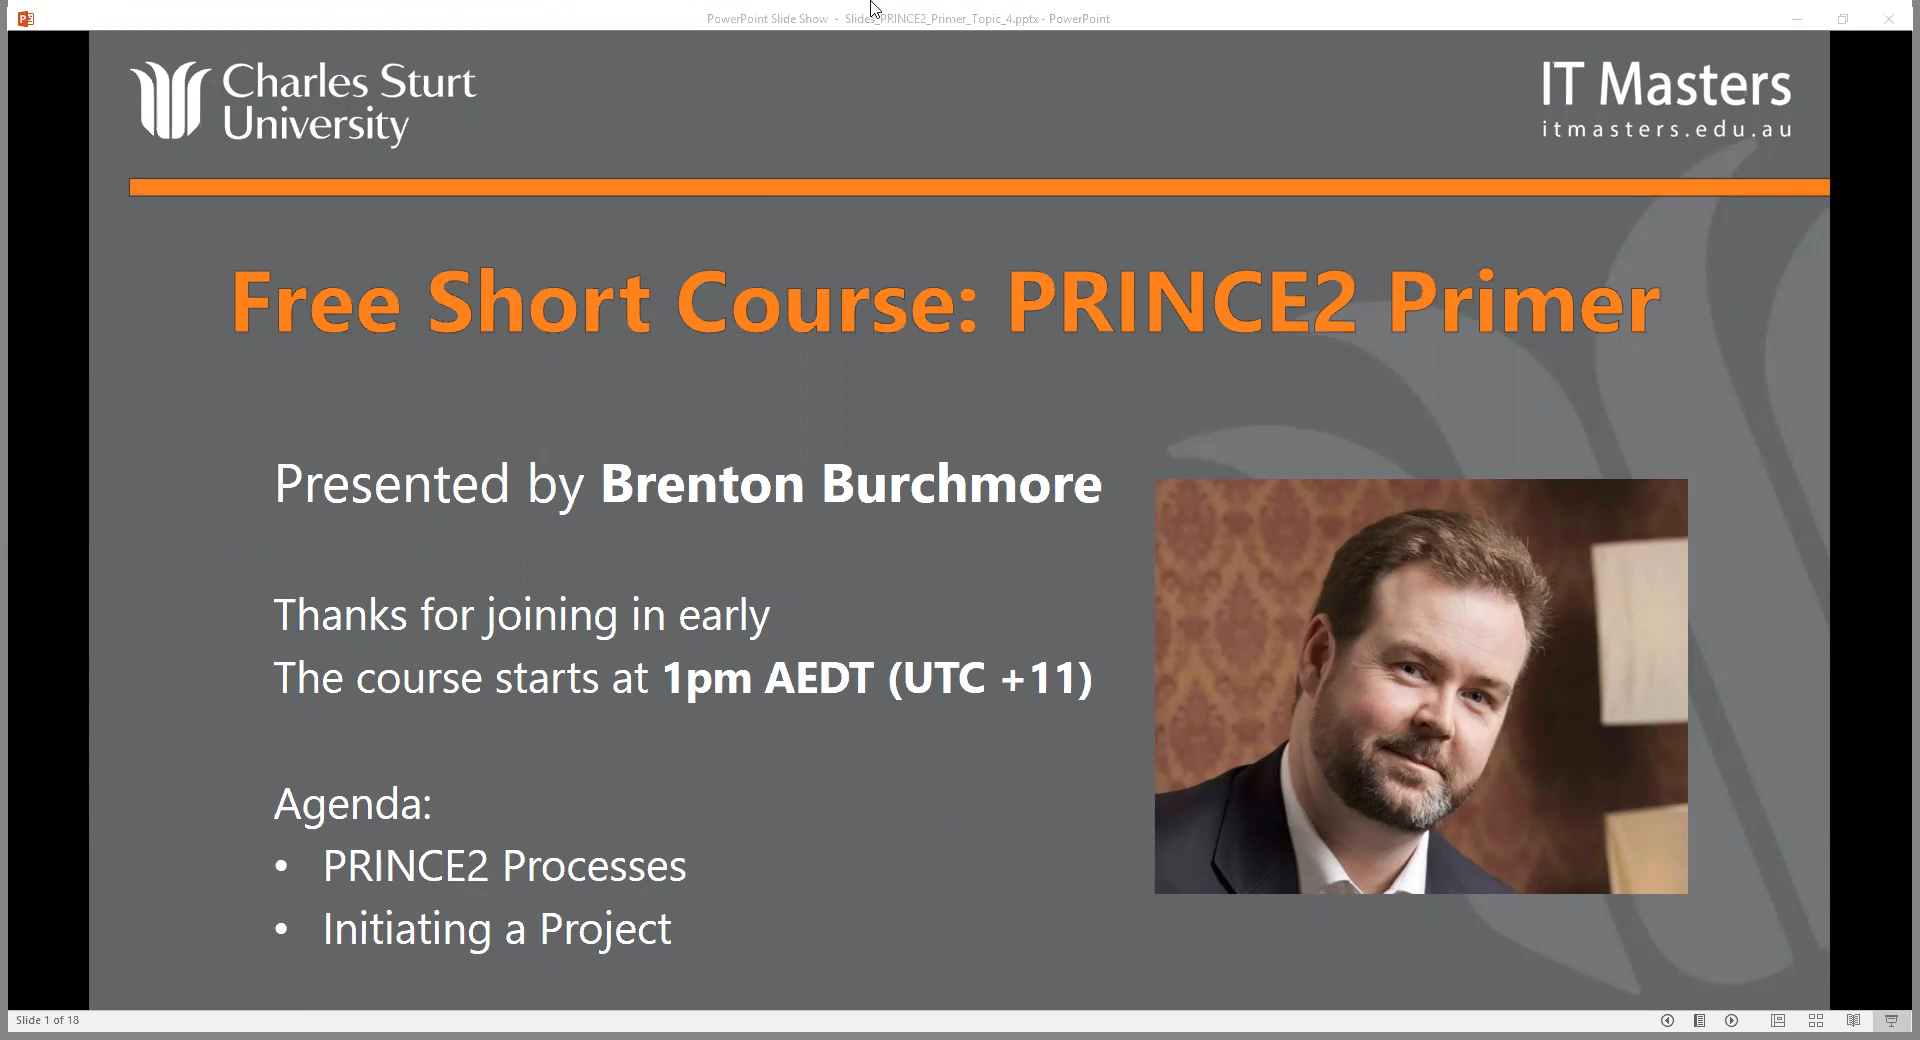 PowerPoint Slide Show - Slides_PRINCE2_Primer_Topic_4.pptx - PowerPoint
Charles Sturt
University
IT Masters
itmasters.edu.au
Free Short Course: PRINCE2 Primer
Presented by Brenton Burchmore
Thanks for joining in early
The course starts at 1pm AEDT (UTC +11)
Agenda:
• PRINCE2 Processes
• Initiating a Project
Slide 1 of 18